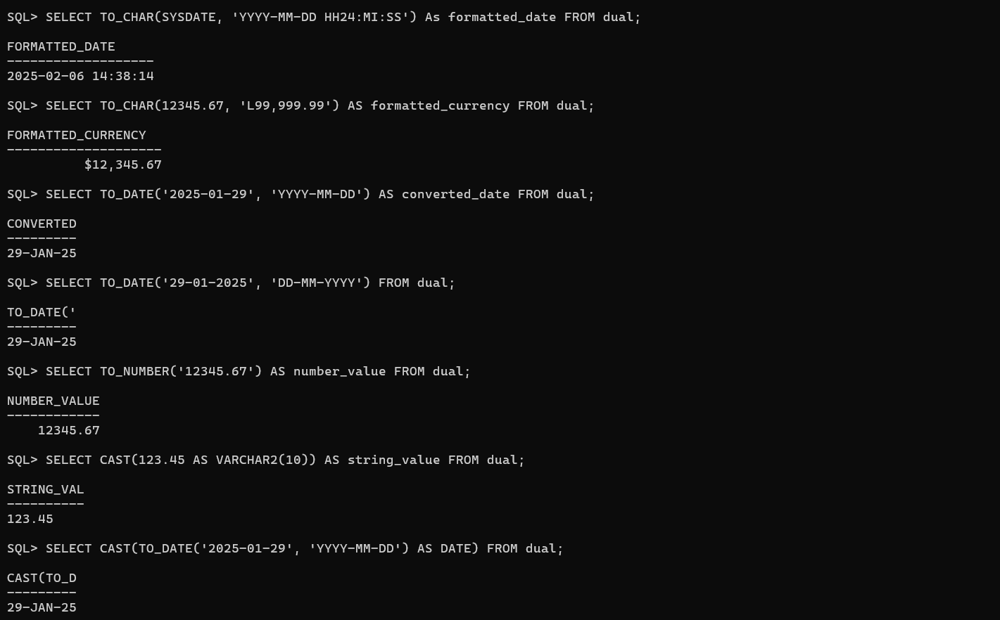 SQL> SELECT TO_CHAR(SYSDATE, 'YYYY-MM-DD HH24:MI:SS') As formatted_date FROM dual;
FORMATTED_DATE
-------------------
2025-02-06 14:38:14
SQL> SELECT TO_CHAR(12345.67, 'L99,999.99') AS formatted_currency FROM dual;
FORMATTED_CURRENCY
--------------------
          $12,345.67
SQL> SELECT TO_DATE('2025-01-29', 'YYYY-MM-DD') AS converted_date FROM dual;
CONVERTED
---------
29-JAN-25
SQL> SELECT TO_DATE('29-01-2025', 'DD-MM-YYYY') FROM dual;
TO_DATE('
---------
29-JAN-25
SQL> SELECT TO_NUMBER('12345.67') AS number_value FROM dual;
NUMBER_VALUE
------------
    12345.67
SQL> SELECT CAST(123.45 AS VARCHAR2(10)) AS string_value FROM dual;
STRING_VAL
----------
123.45
SQL> SELECT CAST(TO_DATE('2025-01-29', 'YYYY-MM-DD') AS DATE) FROM dual;
CAST(TO_D
---------
29-JAN-25